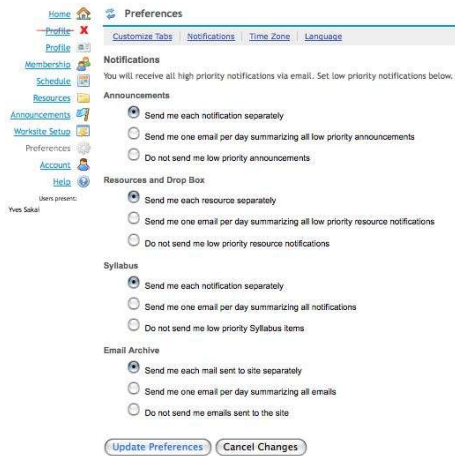 Home
Profile
Profile
Membership
Schedule
Resources
Announcements
Worksite Setup
Preferences
Account
Help
Users present:
Yves Sakai
Preferences
Customize Tabs | Notifications | Time Zone | Language
Notifications
You will receive all high priority notifications via email. Set low priority notifications below.
Announcements
Send me each notification separately
Send me one email per day summarizing all low priority announcements
Do not send me low priority announcements
Resources and Drop Box
Send me each resource separately
Send me one email per day summarizing all low priority resource notifications
Do not send me low priority resource notifications
Syllabus
Send me each notification separately
Send me one email per day summarizing all notifications
Do not send me low priority Syllabus items
Email Archive
Send me each mail sent to site separately
Send me one email per day summarizing all emails
Do not send me emails sent to the site
Update Preferences Cancel Changes